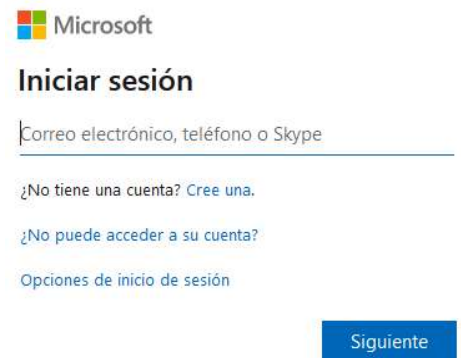 Microsoft
Iniciar sesión
Correo electrónico, teléfono o Skype
¿No tiene una cuenta? Cree una.
¿No puede acceder a su cuenta?
Opciones de inicio de sesión
Siguiente